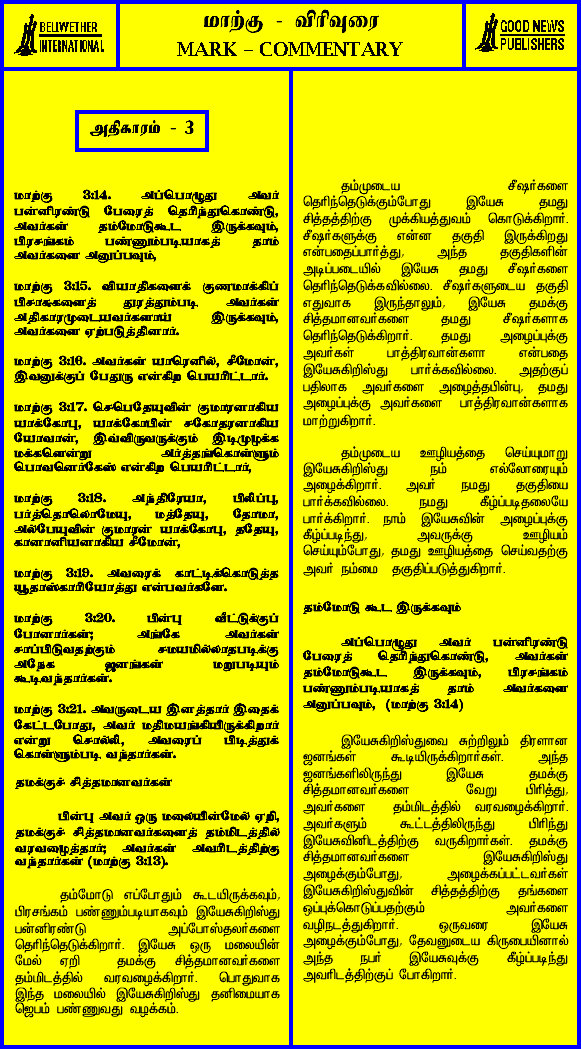 BELLWETHER
INTERNATIONAL
மாற்கு - விரிவுரை
MARK – COMMENTARY
GOOD NEWS
PUBLISHERS
அதிகாரம் - 3
மாற்கு 3:14. அப்பொழுது அவர்
பன்னிரண்டு பேரைத் தெரிந்துகொண்டு,
அவர்கள் தம்மோடுகூட இருக்கவும்,
பிரசங்கம் பண்ணும்படியாகத் தாம்
அவர்களை அனுப்பவும்,
மாற்கு 3:15. வியாதிகளைக் குணமாக்கிப்
பிசாசுகளைத் துரத்தும்படி அவர்கள்
அதிகாரமுடையவர்களாய் இருக்கவும்,
அவர்களை ஏற்படுத்தினார்.
மாற்கு 3:16. அவர்கள் யாரெனில், சீமோன்,
இவனுக்குப் பேதுரு என்கிற பெயரிட்டார்.
மாற்கு 3:17. செபெதேயுவின் குமாரனாகிய
யாக்கோபு, யாக்கோபின் சகோதரனாகிய
யோவான், இவ்விருவருக்கும் இடிமுழக்க
மக்களென்று அர்த்தங்கொள்ளும்
பொவனெர்கேஸ் என்கிற பெயரிட்டார்,
மாற்கு 3:18. அந்திரேயா, பிலிப்பு,
பர்த்தொலொமேயு, மத்தேயு, தோமா,
அல்பேயுவின் குமாரன் யாக்கோபு, ததேயு,
கானானியனாகிய சீமோன்,
மாற்கு 3:19. அவரைக் காட்டிக்கொடுத்த
யூதாஸ்காரியோத்து என்பவர்களே.
மாற்கு 3:20. பின்பு வீட்டுக்குப்
போனார்கள்; அங்கே அவர்கள்
சாப்பிடுவதற்கும் சமயமில்லாதபடிக்கு
அநேக ஜனங்கள் மறுபடியும்
கூடிவந்தார்கள்.
மாற்கு 3:21. அவருடைய இனத்தார் இதைக்
கேட்டபோது, அவர் மதிமயங்கியிருக்கிறார்
என்று சொல்லி, அவரைப் பிடித்துக்
கொள்ளும்படி வந்தார்கள்.
தமக்குச் சித்தமானவர்கள்
பின்பு அவர் ஒரு மலையின்மேல் ஏறி,
தமக்குச் சித்தமானவர்களைத் தம்மிடத்தில்
வரவழைத்தார்; அவர்கள் அவரிடத்திற்கு
வந்தார்கள் (மாற்கு 3:13).
தம்மோடு எப்போதும் கூடயிருக்கவும்,
பிரசங்கம் பண்ணும்படியாகவும் இயேசுகிறிஸ்து
பன்னிரண்டு அப்போஸ்தலர்களை
தெரிந்தெடுக்கிறார். இயேசு ஒரு மலையின்
மேல் ஏறி தமக்கு சித்தமானவர்களை
தம்மிடத்தில் வரவழைக்கிறார். பொதுவாக
இந்த மலையில் இயேசுகிறிஸ்து தனிமையாக
ஜெபம் பண்ணுவது வழக்கம்.
தம்முடைய சீஷர்களை
தெரிந்தெடுக்கும்போது இயேசு தமது
சித்தத்திற்கு முக்கியத்துவம் கொடுக்கிறார்.
சீஷர்களுக்கு என்ன தகுதி இருக்கிறது
என்பதைப்பார்த்து, அந்த தகுதிகளின்
அடிப்படையில் இயேசு தமது சீஷர்களை
தெரிந்தெடுக்கவில்லை. சீஷர்களுடைய தகுதி
எதுவாக இருந்தாலும், இயேசு தமக்கு
சித்தமானவர்களை தமது சீஷர்களாக
தெரிந்தெடுக்கிறார். தமது அழைப்புக்கு
அவர்கள் பாத்திரவான்களா என்பதை
இயேசுகிறிஸ்து பார்க்கவில்லை. அதற்குப்
பதிலாக அவர்களை அழைத்தபின்பு, தமது
அழைப்புக்கு அவர்களை பாத்திரவான்களாக
மாற்றுகிறார்.
தம்முடைய ஊழியத்தை செய்யுமாறு
இயேசுகிறிஸ்து நம் எல்லோரையும்
அழைக்கிறார். அவர் நமது தகுதியை
பார்க்கவில்லை. நமது கீழ்ப்படிதலையே
பார்க்கிறார். நாம் இயேசுவின் அழைப்புக்கு
கீழ்ப்படிந்து, அவருக்கு ஊழியம்
செய்யும்போது, தமது ஊழியத்தை செய்வதற்கு
அவர் நம்மை தகுதிப்படுத்துகிறார்.
தம்மோடு கூட இருக்கவும்
அப்பொழுது அவர் பன்னிரண்டு
பேரைத் தெரிந்துகொண்டு, அவர்கள்
தம்மோடுகூட இருக்கவும், பிரசங்கம்
பண்ணும்படியாகத் தாம் அவர்களை
அனுப்பவும், (மாற்கு 3:14)
இயேசுகிறிஸ்துவை சுற்றிலும் திரளான
ஜனங்கள் கூடியிருக்கிறார்கள். அந்த
ஜனங்களிலிருந்து இயேசு தமக்கு
சித்தமானவர்களை வேறு பிரித்து,
அவர்களை தம்மிடத்தில் வரவழைக்கிறார்.
அவர்களும் கூட்டத்திலிருந்து பிரிந்து
இயேசுவினிடத்திற்கு வருகிறார்கள். தமக்கு
சித்தமானவர்களை இயேசுகிறிஸ்து
அழைக்கும்போது, அழைக்கப்பட்டவர்கள்
இயேசுகிறிஸ்துவின் சித்தத்திற்கு தங்களை
ஒப்புக்கொடுப்பதற்கும் அவர்களை
வழிநடத்துகிறார். ஒருவரை இயேசு
அழைக்கும்போது, தேவனுடைய கிருபையினால்
அந்த நபர் இயேசுவுக்கு கீழ்ப்படிந்து
அவரிடத்திற்குப் போகிறார்.